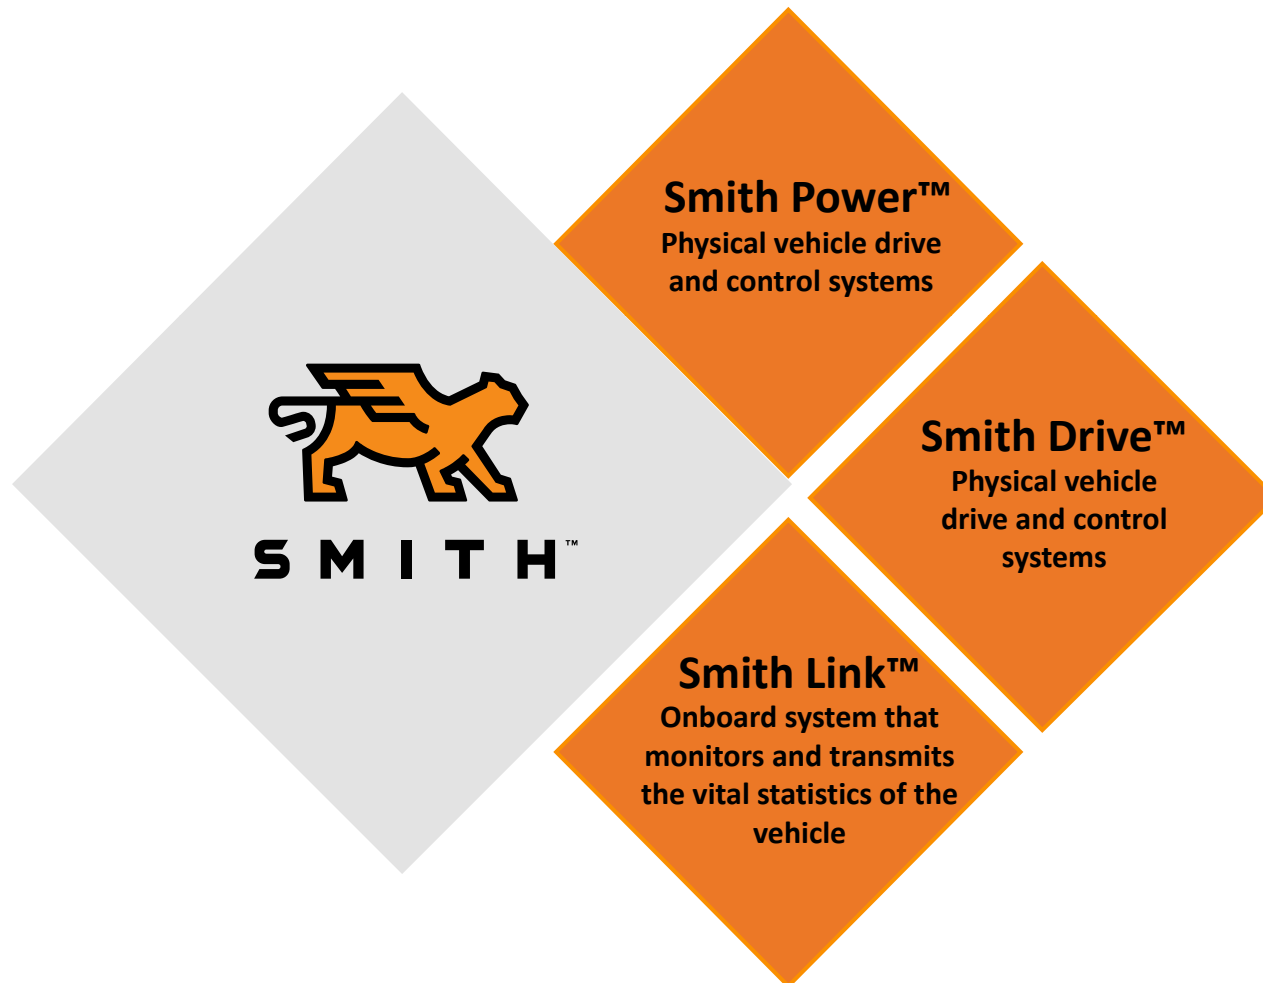 Smith Power™
Physical vehicle drive
and control systems
SMITH™
Smith Drive™
Physical vehicle
drive and control
systems
Smith Link™
Onboard system that
monitors and transmits
the vital statistics of the
vehicle